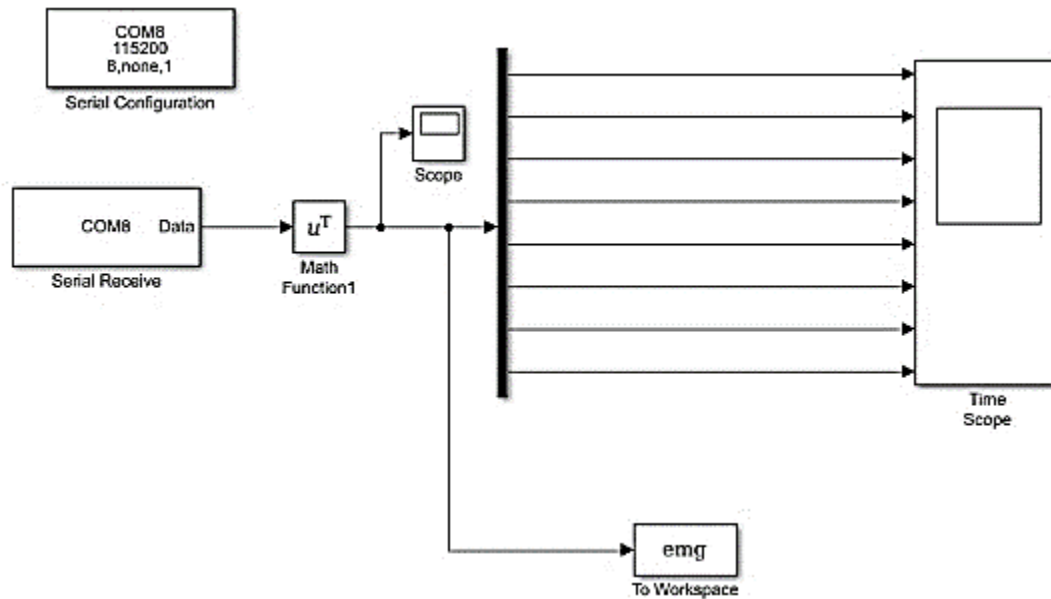 COM8
115200
8,none,1
Serial Configuration
Scope
COM8 Data
Serial Receive
uᵀ
Math
Function1
Time
Scope
emg
To Workspace